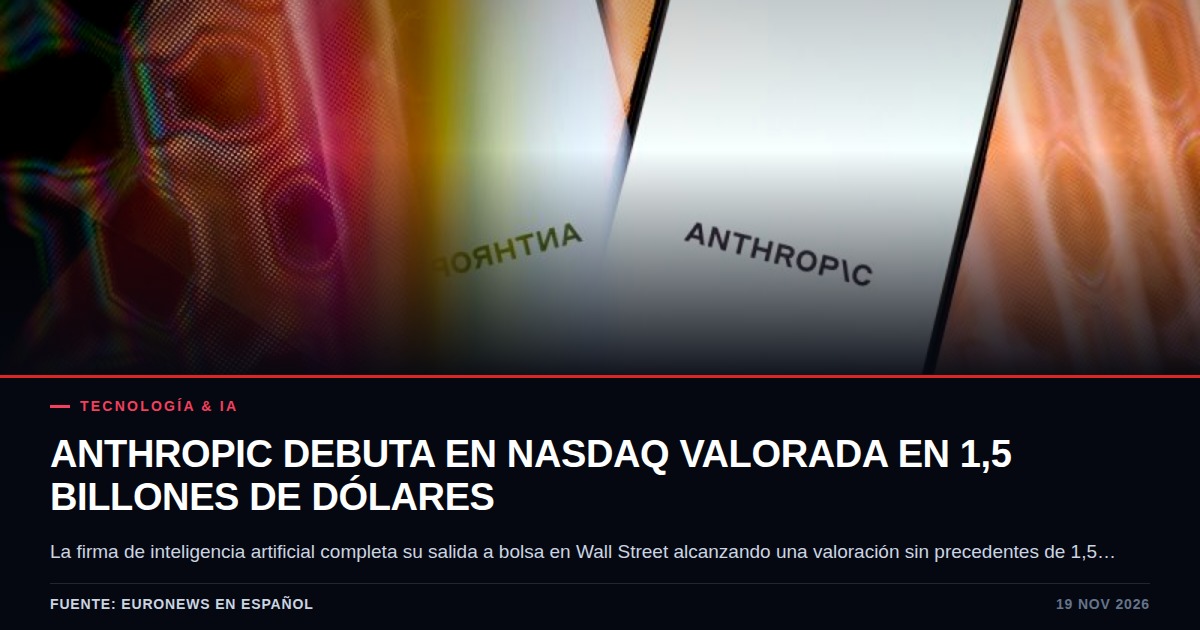 ANTHROP\C
TECNOLOGÍA & IA
ANTHROPIC DEBUTA EN NASDAQ VALORADA EN 1,5
BILLONES DE DÓLARES
La firma de inteligencia artificial completa su salida a bolsa en Wall Street alcanzando una valoración sin precedentes de 1,5…
FUENTE: EURONEWS EN ESPAÑOL
19 NOV 2026